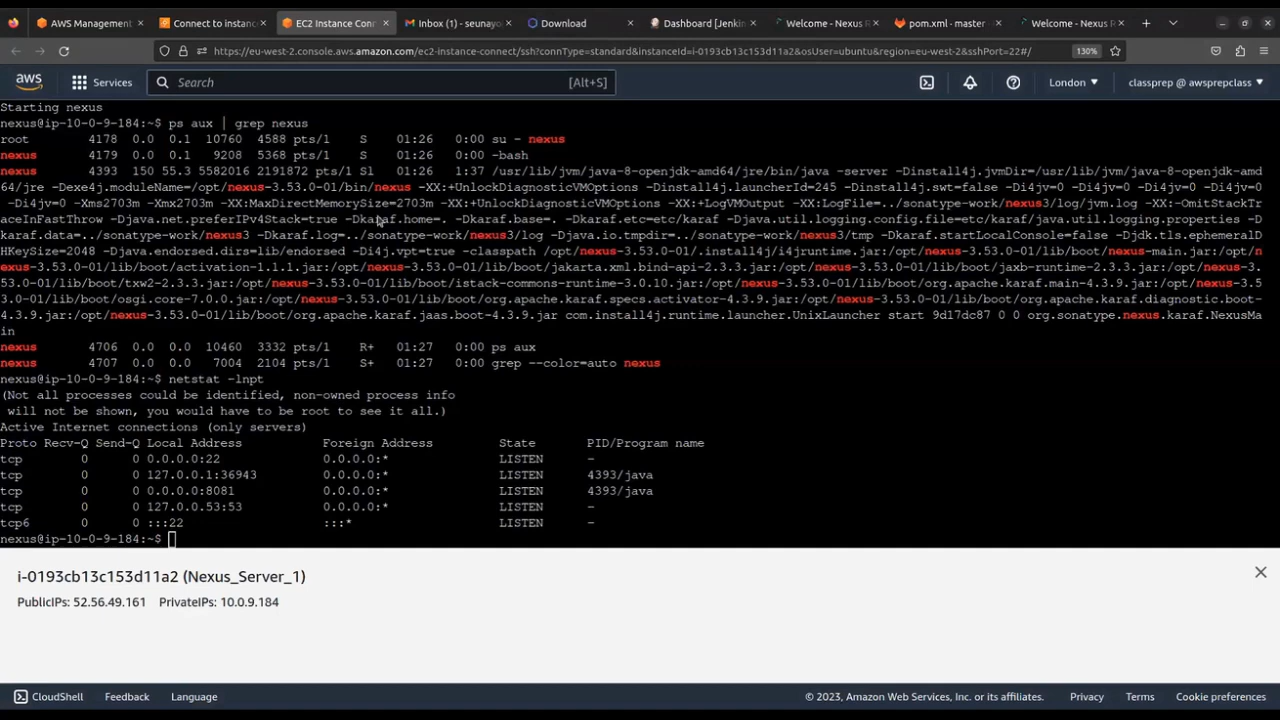 AWS Management
Connect to instance
EC2 Instance Conn
Inbox (1) - seunayo
Download
Dashboard [Jenkin
Welcome - Nexus R
pom.xml · master
Welcome - Nexus R
https://eu-west-2.console.aws.amazon.com/ec2-instance-connect/ssh?connType=standard&instanceId=i-0193cb13c153d11a2&osUser=ubuntu&region=eu-west-2&sshPort=22#/
130%
aws
Services
Search
[Alt+S]
London
classprep @ awsprepclass
Starting nexus
nexus@ip-10-0-9-184:~$ ps aux | grep nexus
root 4178 0.0 0.1 10760 4588 pts/1 S 01:26 0:00 su - nexus
nexus 4179 0.0 0.1 9208 5368 pts/1 S 01:26 0:00 -bash
nexus 4393 150 55.3 5582016 2191872 pts/1 Sl 01:26 1:37 /usr/lib/jvm/java-8-openjdk-amd64/jre/bin/java -server -Dinstall4j.jvmDir=/usr/lib/jvm/java-8-openjdk-amd
64/jre -Dexe4j.moduleName=/opt/nexus-3.53.0-01/bin/nexus -XX:+UnlockDiagnosticVMOptions -Dinstall4j.launcherId=245 -Dinstall4j.swt=false -Di4jv=0 -Di4jv=0 -Di4jv=0 -Di4jv=0
-Di4jv=0 -Xms2703m -Xmx2703m -XX:MaxDirectMemorySize=2703m -XX:+UnlockDiagnosticVMOptions -XX:+LogVMOutput -XX:LogFile=../sonatype-work/nexus3/log/jvm.log -XX:-OmitStackTr
aceInFastThrow -Djava.net.preferIPv4Stack=true -Dkaraf.home=. -Dkaraf.base=. -Dkaraf.etc=etc/karaf -Djava.util.logging.config.file=etc/karaf/java.util.logging.properties -D
karaf.data=../sonatype-work/nexus3 -Dkaraf.log=../sonatype-work/nexus3/log -Djava.io.tmpdir=../sonatype-work/nexus3/tmp -Dkaraf.startLocalConsole=false -Djdk.tls.ephemeralD
HKeySize=2048 -Djava.endorsed.dirs=lib/endorsed -Di4j.vpt=true -classpath /opt/nexus-3.53.0-01/.install4j/i4jruntime.jar:/opt/nexus-3.53.0-01/lib/boot/nexus-main.jar:/opt/n
exus-3.53.0-01/lib/boot/activation-1.1.1.jar:/opt/nexus-3.53.0-01/lib/boot/jakarta.xml.bind-api-2.3.3.jar:/opt/nexus-3.53.0-01/lib/boot/jaxb-runtime-2.3.3.jar:/opt/nexus-3.
53.0-01/lib/boot/txw2-2.3.3.jar:/opt/nexus-3.53.0-01/lib/boot/istack-commons-runtime-3.0.10.jar:/opt/nexus-3.53.0-01/lib/boot/org.apache.karaf.main-4.3.9.jar:/opt/nexus-3.5
3.0-01/lib/boot/osgi.core-7.0.0.jar:/opt/nexus-3.53.0-01/lib/boot/org.apache.karaf.specs.activator-4.3.9.jar:/opt/nexus-3.53.0-01/lib/boot/org.apache.karaf.diagnostic.boot-
4.3.9.jar:/opt/nexus-3.53.0-01/lib/boot/org.apache.karaf.jaas.boot-4.3.9.jar com.install4j.runtime.launcher.UnixLauncher start 9d17dc87 0 0 org.sonatype.nexus.karaf.NexusMa
in
nexus 4706 0.0 0.0 10460 3332 pts/1 R+ 01:27 0:00 ps aux
nexus 4707 0.0 0.0 7004 2104 pts/1 S+ 01:27 0:00 grep --color=auto nexus
nexus@ip-10-0-9-184:~$ netstat -lnpt
(Not all processes could be identified, non-owned process info
will not be shown, you would have to be root to see it all.)
Active Internet connections (only servers)
Proto Recv-Q Send-Q Local Address Foreign Address State PID/Program name
tcp 0 0 0.0.0.0:22 0.0.0.0:* LISTEN -
tcp 0 0 127.0.0.1:36943 0.0.0.0:* LISTEN 4393/java
tcp 0 0 0.0.0.0:8081 0.0.0.0:* LISTEN 4393/java
tcp 0 0 127.0.0.53:53 0.0.0.0:* LISTEN -
tcp6 0 0 :::22 :::* LISTEN -
nexus@ip-10-0-9-184:~$
i-0193cb13c153d11a2 (Nexus_Server_1)
PublicIPs: 52.56.49.161 PrivateIPs: 10.0.9.184
CloudShell
Feedback
Language
© 2023, Amazon Web Services, Inc. or its affiliates.
Privacy
Terms
Cookie preferences